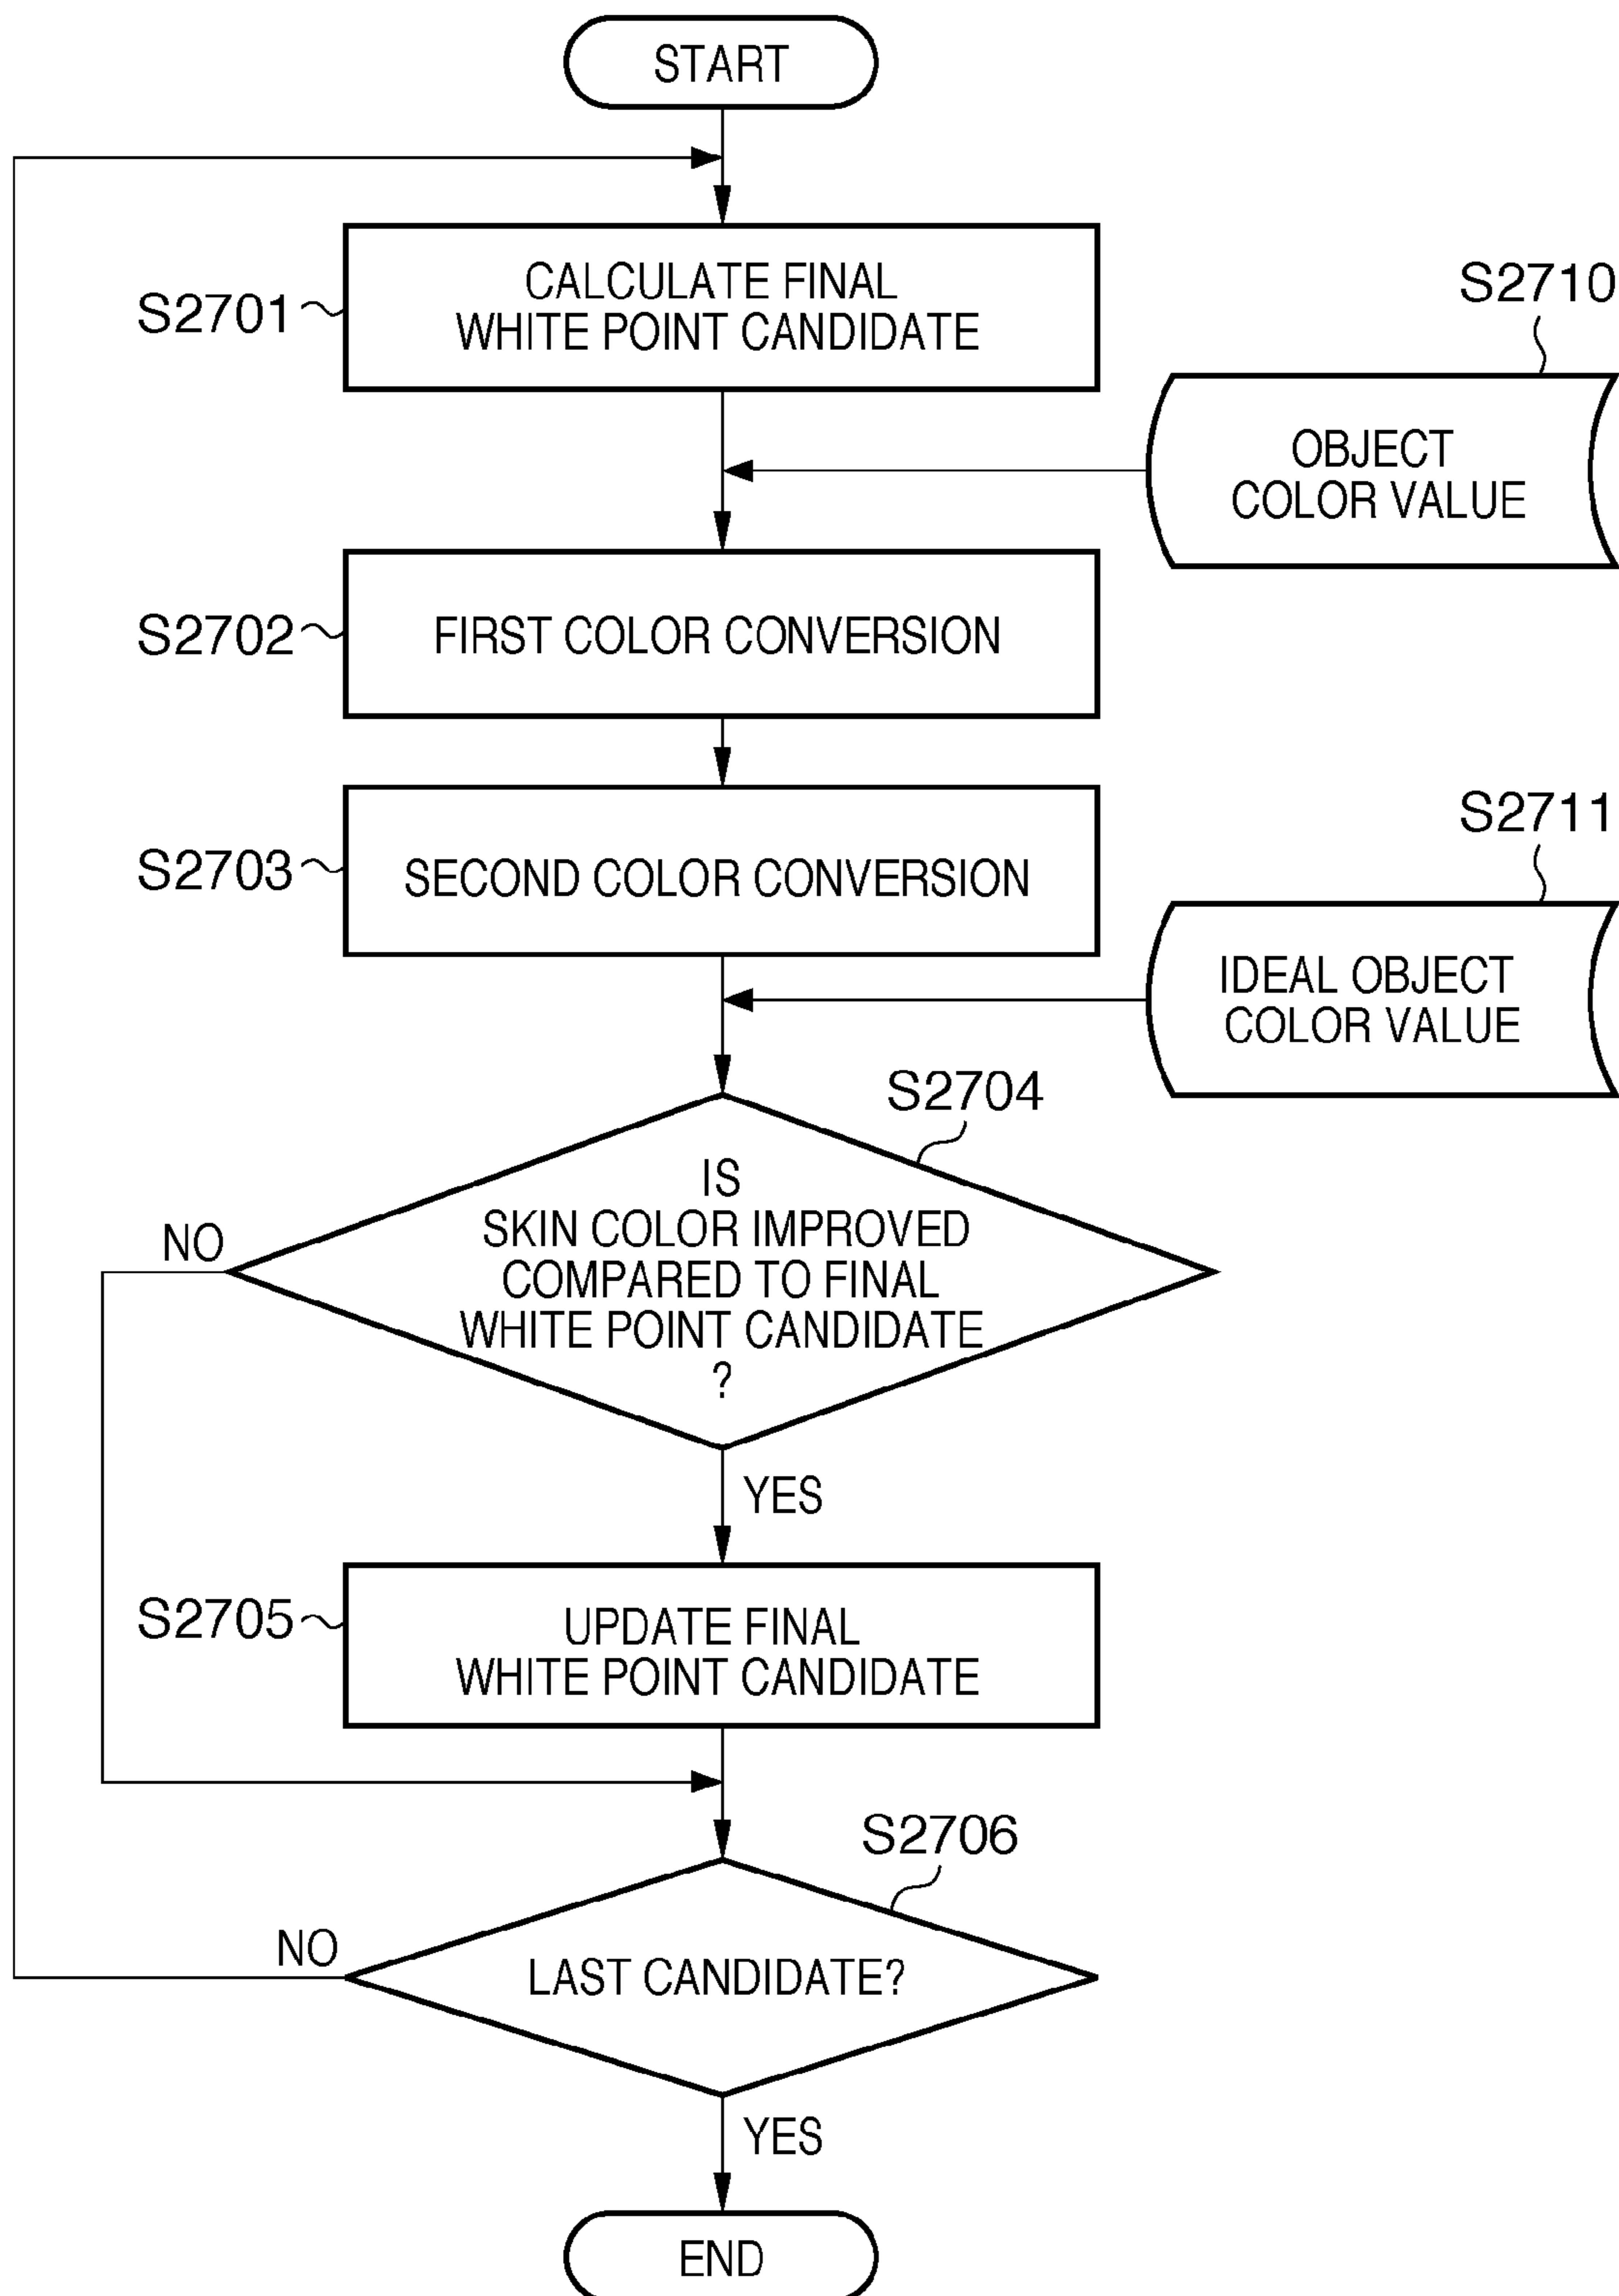 START
S2701
CALCULATE FINAL
WHITE POINT CANDIDATE
S2710
OBJECT
COLOR VALUE
S2702
FIRST COLOR CONVERSION
S2703
SECOND COLOR CONVERSION
S2711
IDEAL OBJECT
COLOR VALUE
S2704
IS
SKIN COLOR IMPROVED
COMPARED TO FINAL
WHITE POINT CANDIDATE
?
NO
YES
S2705
UPDATE FINAL
WHITE POINT CANDIDATE
S2706
LAST CANDIDATE?
NO
YES
END